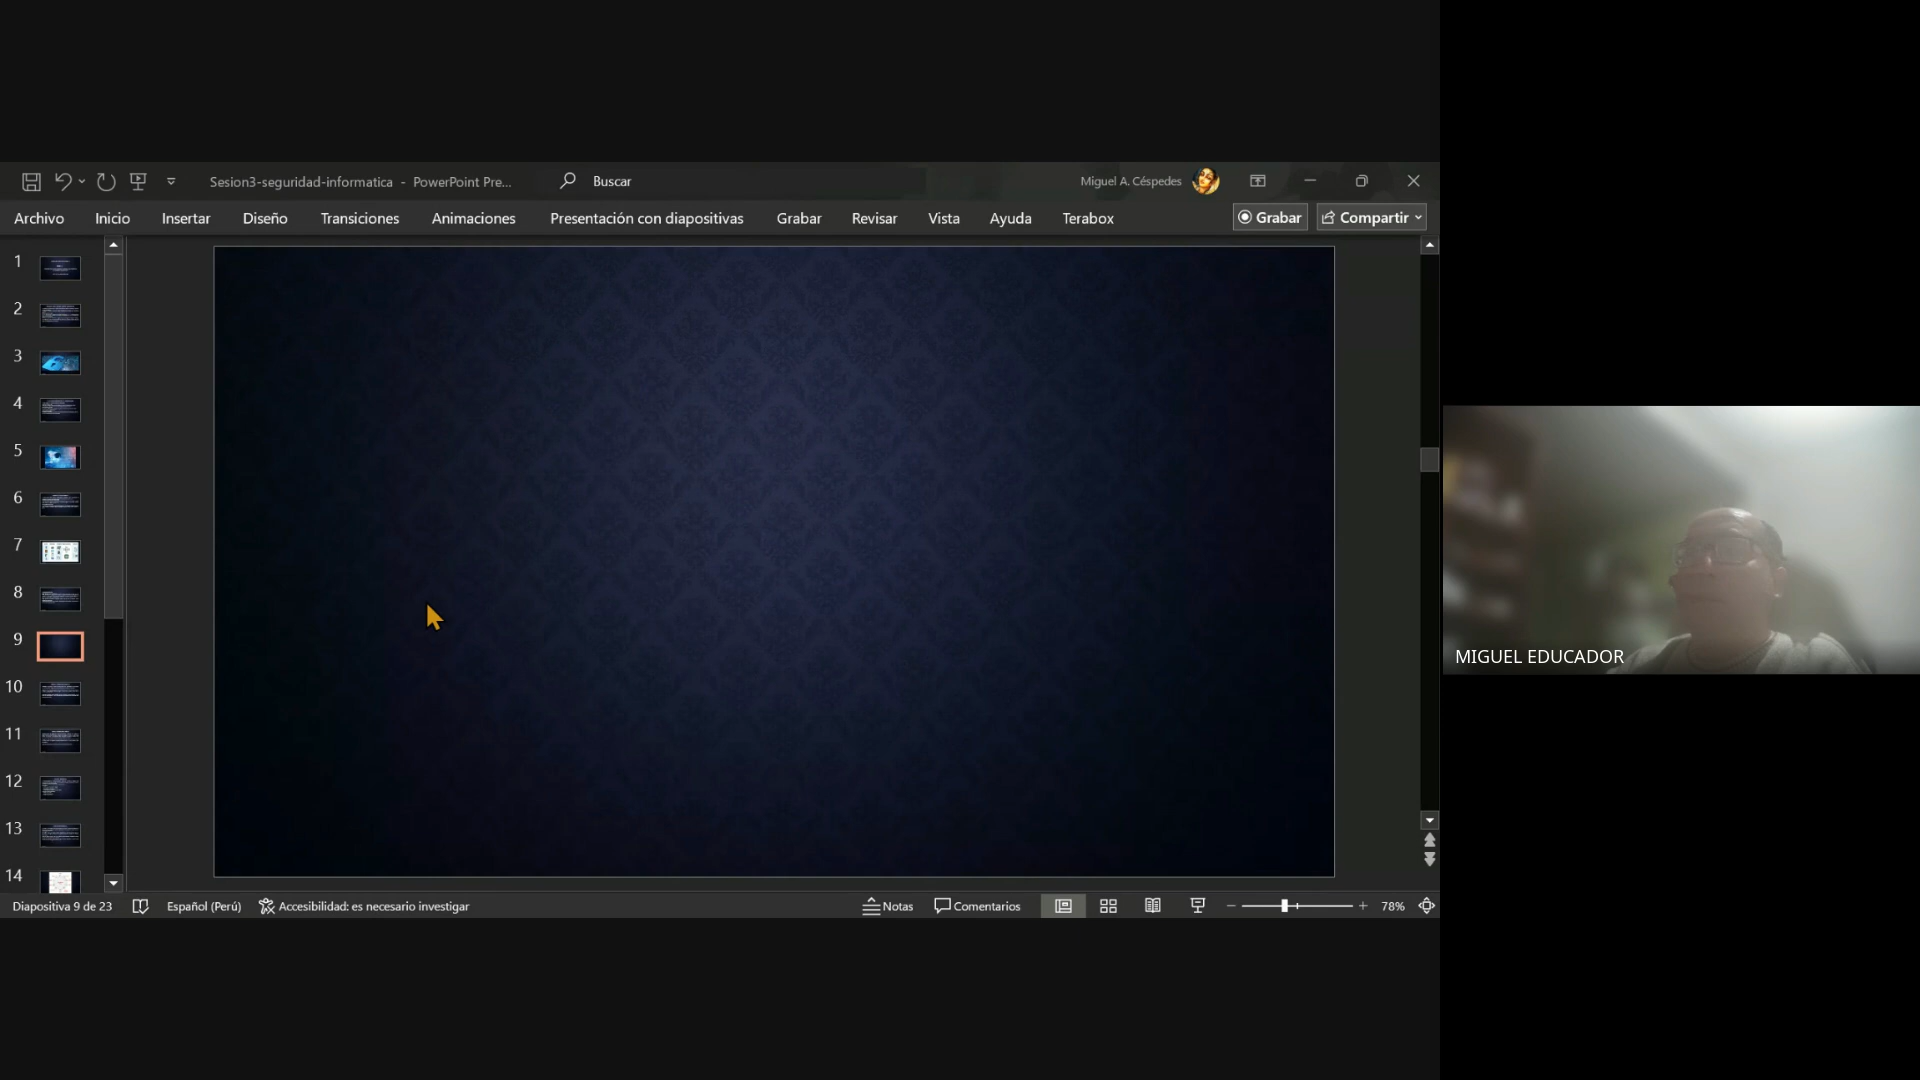 Sesion3-seguridad-informatica - PowerPoint Pre...
Buscar
Miguel A. Céspedes
Archivo Inicio Insertar Diseño Transiciones Animaciones Presentación con diapositivas Grabar Revisar Vista Ayuda Terabox Grabar Compartir
1
2
3
4
5
6
7
8
9
10
11
12
13
14
Diapositiva 9 de 23 Español (Perú) Accesibilidad: es necesario investigar Notas Comentarios 78%
MIGUEL EDUCADOR